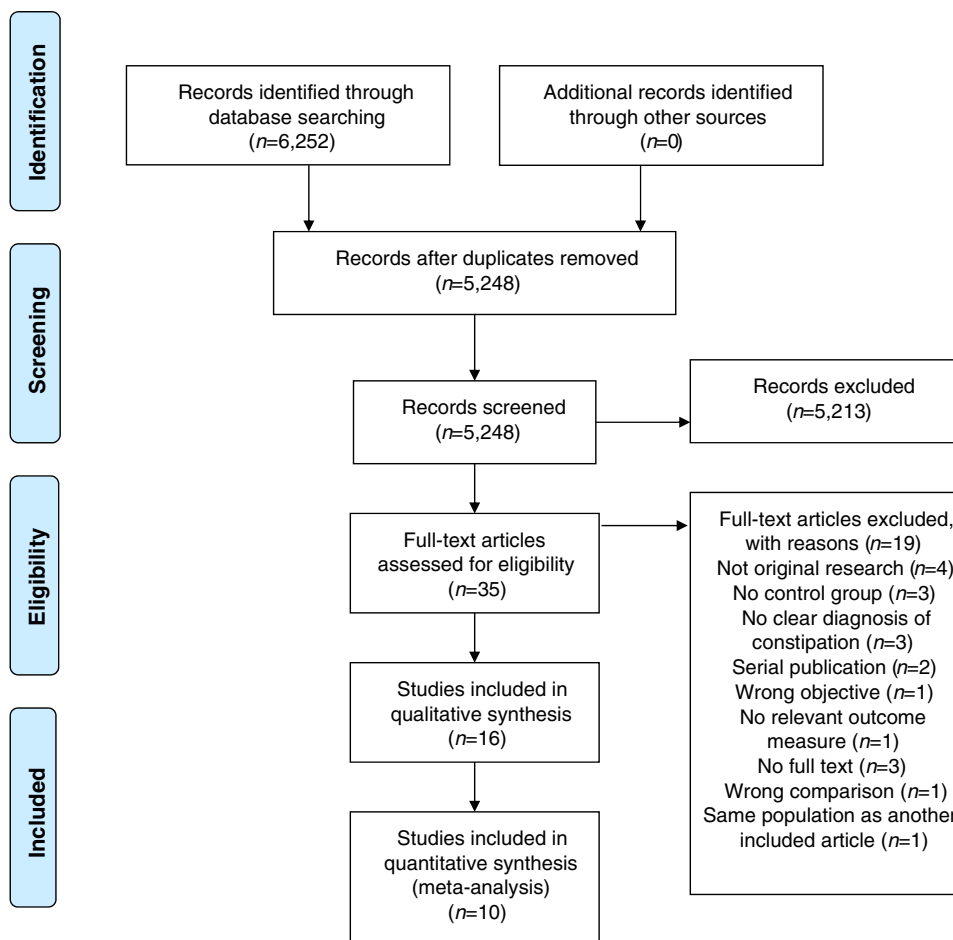 Identification
Records identified through
database searching
(n=6,252)
Additional records identified
through other sources
(n=0)
Screening
Records after duplicates removed
(n=5,248)
Records screened
(n=5,248)
Records excluded
(n=5,213)
Eligibility
Full-text articles
assessed for eligibility
(n=35)
Full-text articles excluded,
with reasons (n=19)
Not original research (n=4)
No control group (n=3)
No clear diagnosis of
constipation (n=3)
Serial publication (n=2)
Wrong objective (n=1)
No relevant outcome
measure (n=1)
No full text (n=3)
Wrong comparison (n=1)
Same population as another
included article (n=1)
Studies included in
qualitative synthesis
(n=16)
Included
Studies included in
quantitative synthesis
(meta-analysis)
(n=10)